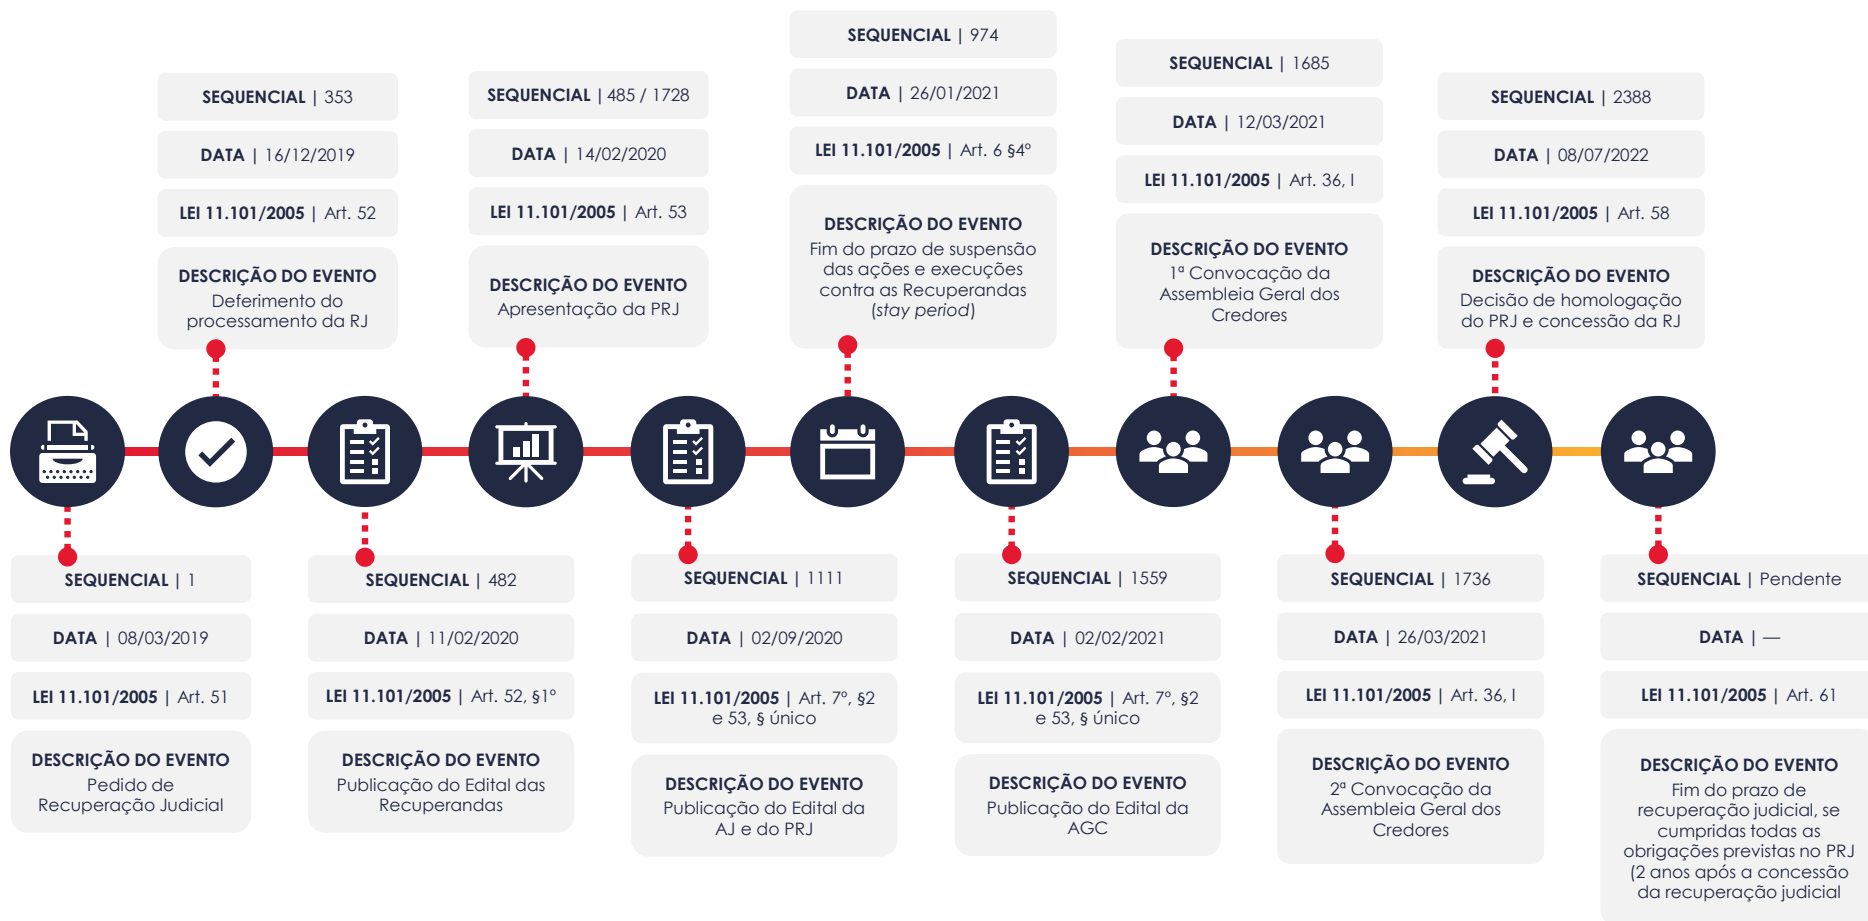 SEQUENCIAL | 1
DATA | 08/03/2019
LEI 11.101/2005 | Art. 51
DESCRIÇÃO DO EVENTO
Pedido de
Recuperação Judicial
SEQUENCIAL | 353
DATA | 16/12/2019
LEI 11.101/2005 | Art. 52
DESCRIÇÃO DO EVENTO
Deferimento do
processamento da RJ
SEQUENCIAL | 482
DATA | 11/02/2020
LEI 11.101/2005 | Art. 52, §1º
DESCRIÇÃO DO EVENTO
Publicação do Edital das
Recuperandas
SEQUENCIAL | 485 / 1728
DATA | 14/02/2020
LEI 11.101/2005 | Art. 53
DESCRIÇÃO DO EVENTO
Apresentação da PRJ
SEQUENCIAL | 1111
DATA | 02/09/2020
LEI 11.101/2005 | Art. 7º, §2
e 53, § único
DESCRIÇÃO DO EVENTO
Publicação do Edital da
AJ e do PRJ
SEQUENCIAL | 974
DATA | 26/01/2021
LEI 11.101/2005 | Art. 6 §4º
DESCRIÇÃO DO EVENTO
Fim do prazo de suspensão
das ações e execuções
contra as Recuperandas
(stay period)
SEQUENCIAL | 1559
DATA | 02/02/2021
LEI 11.101/2005 | Art. 7º, §2
e 53, § único
DESCRIÇÃO DO EVENTO
Publicação do Edital da
AGC
SEQUENCIAL | 1685
DATA | 12/03/2021
LEI 11.101/2005 | Art. 36, I
DESCRIÇÃO DO EVENTO
1ª Convocação da
Assembleia Geral dos
Credores
SEQUENCIAL | 1736
DATA | 26/03/2021
LEI 11.101/2005 | Art. 36, I
DESCRIÇÃO DO EVENTO
2ª Convocação da
Assembleia Geral dos
Credores
SEQUENCIAL | 2388
DATA | 08/07/2022
LEI 11.101/2005 | Art. 58
DESCRIÇÃO DO EVENTO
Decisão de homologação
do PRJ e concessão da RJ
SEQUENCIAL | Pendente
DATA | —
LEI 11.101/2005 | Art. 61
DESCRIÇÃO DO EVENTO
Fim do prazo de
recuperação judicial, se
cumpridas todas as
obrigações previstas no PRJ
(2 anos após a concessão
da recuperação judicial